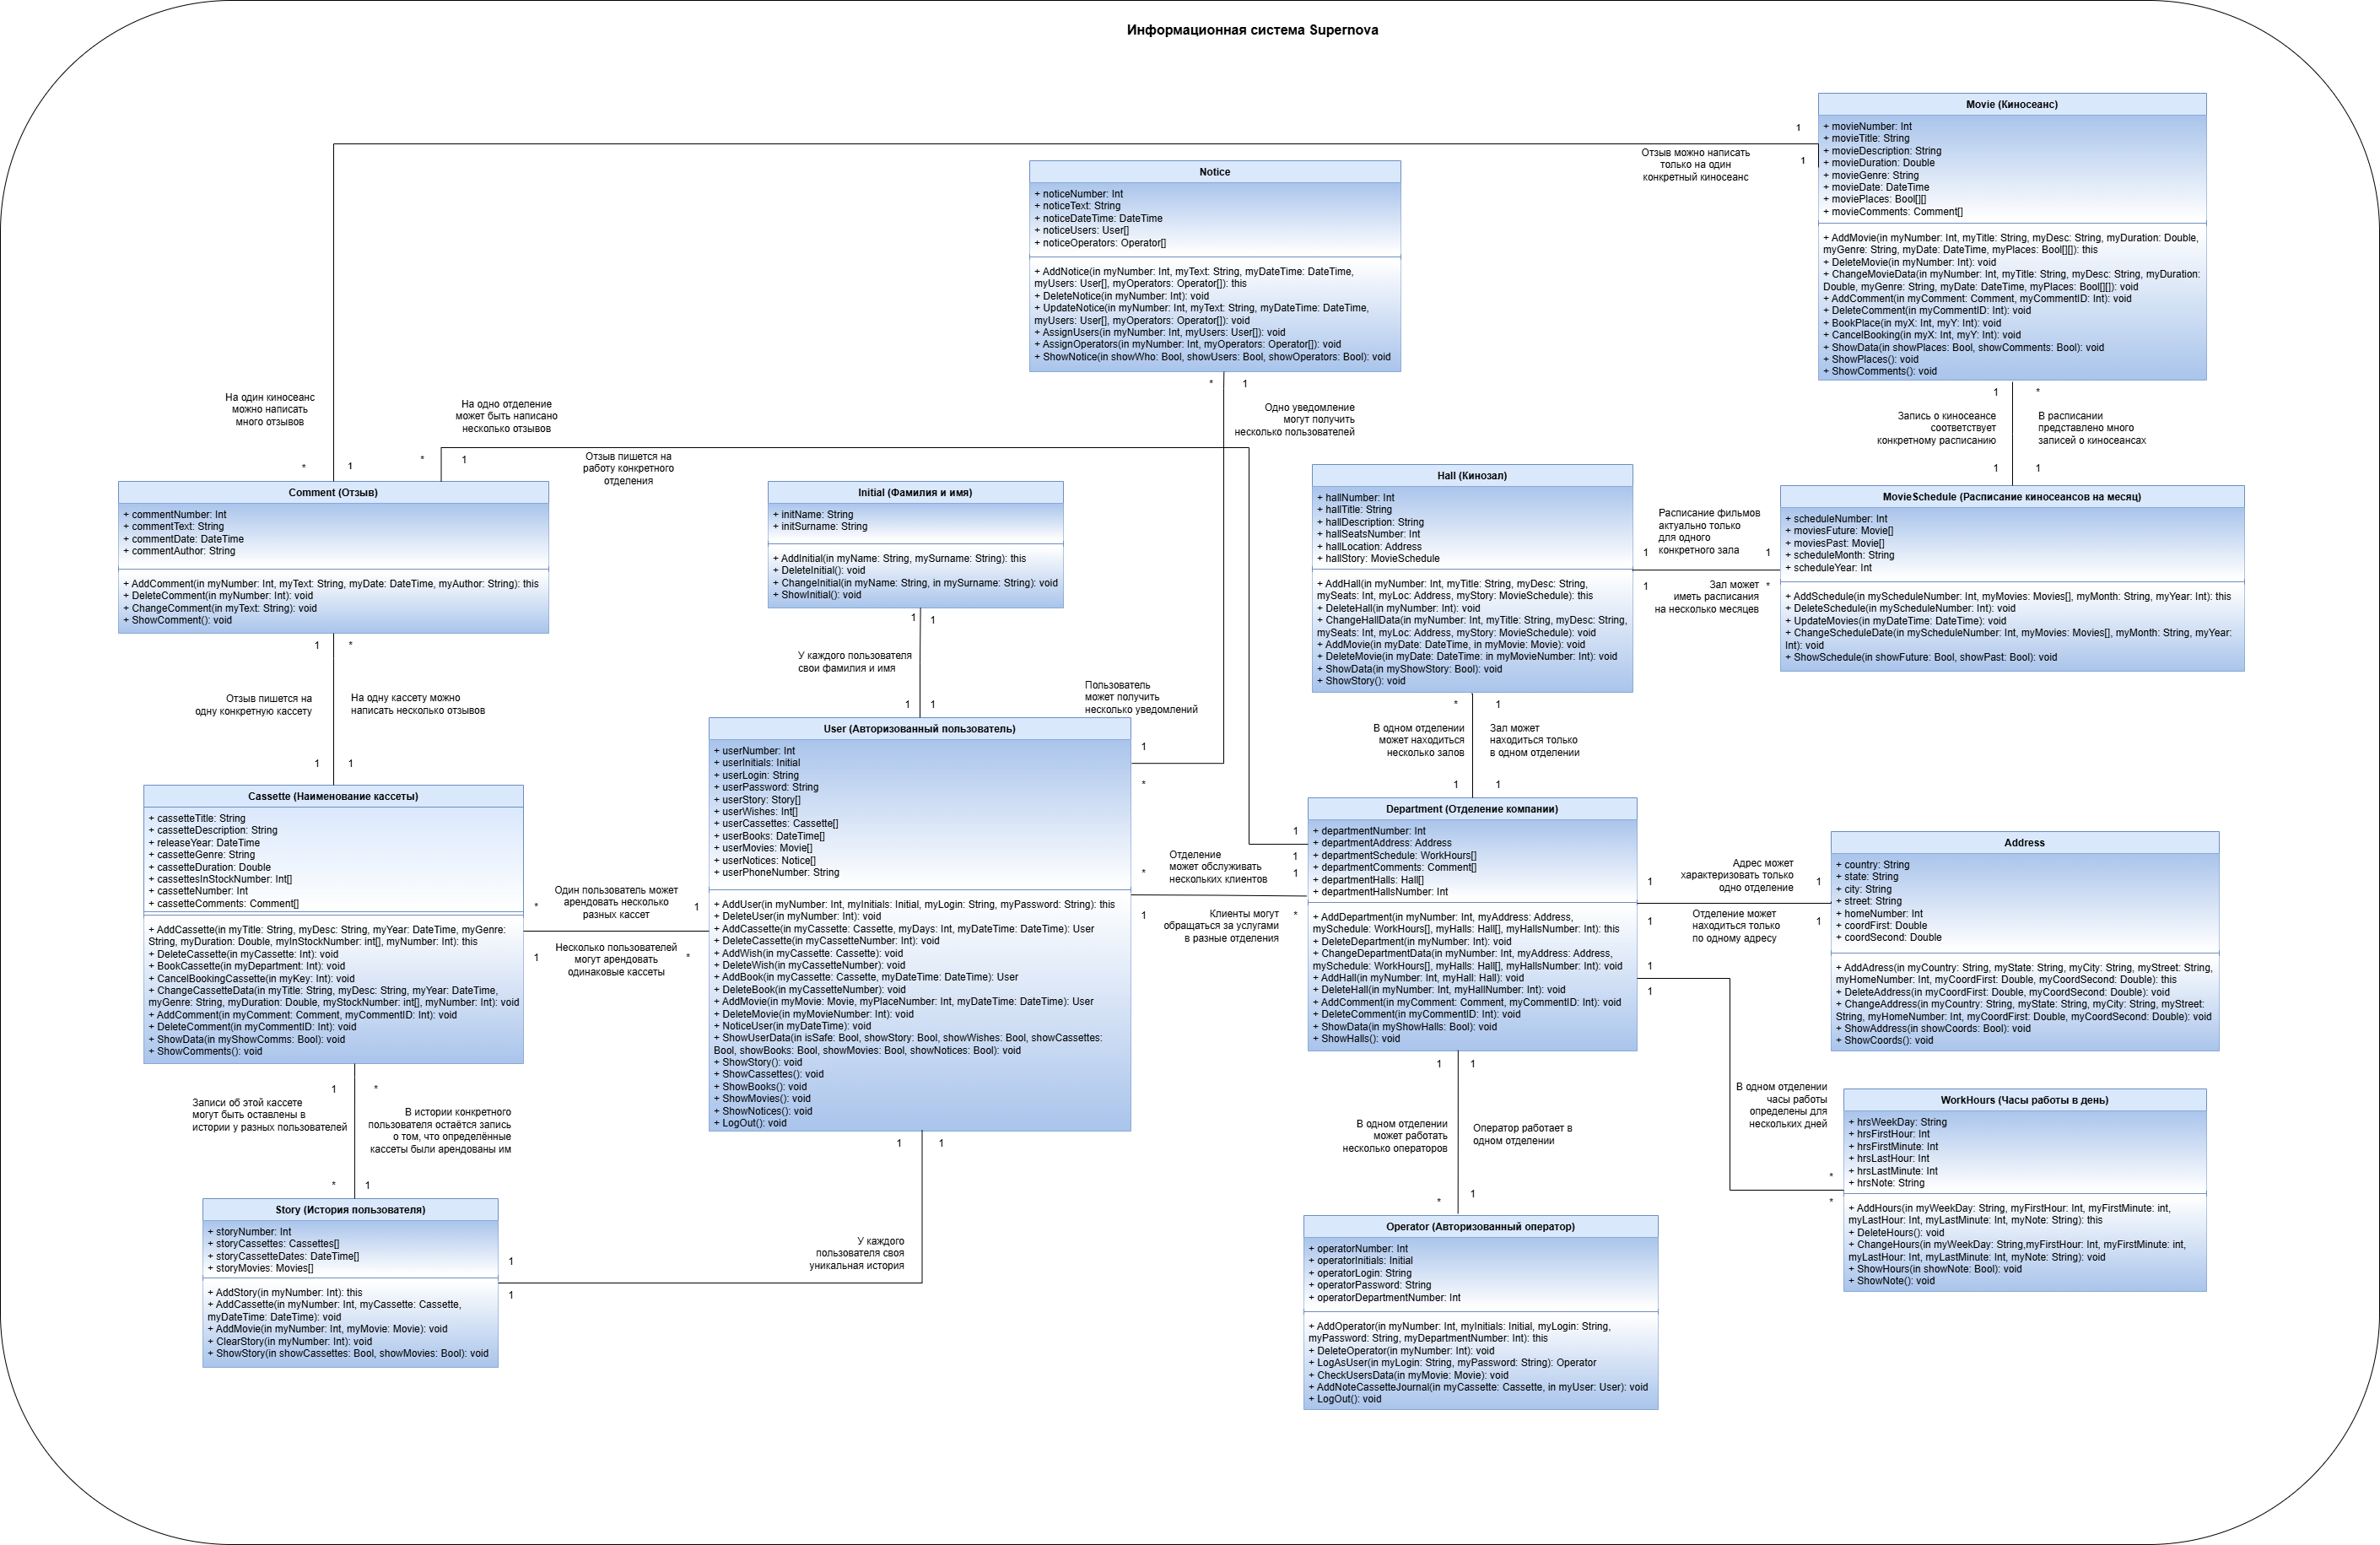 Информационная система Supernova
Movie (Киносеанс)
+ movieNumber: Int
+ movieTitle: String
+ movieDescription: String
+ movieDuration: Double
+ movieGenre: String
+ movieDate: DateTime
+ moviePlaces: Bool[][]
+ movieComments: Comment[]
+ AddMovie(in myNumber: Int, myTitle: String, myDesc: String, myDuration: Double,
myGenre: String, myDate: DateTime, myPlaces: Bool[][]): this
+ DeleteMovie(in myNumber: Int): void
+ ChangeMovieData(in myNumber: Int, myTitle: String, myDesc: String, myDuration:
Double, myGenre: String, myDate: DateTime, myPlaces: Bool[][]): void
+ AddComment(in myComment: Comment, myCommentID: Int): void
+ DeleteComment(in myCommentID: Int): void
+ BookPlace(in myX: Int, myY: Int): void
+ CancelBooking(in myX: Int, myY: Int): void
+ ShowData(in showPlaces: Bool, showComments: Bool): void
+ ShowPlaces(): void
+ ShowComments(): void
1
1
Отзыв можно написать
только на один
конкретный киносеанс
Notice
+ noticeNumber: Int
+ noticeText: String
+ noticeDateTime: DateTime
+ noticeUsers: User[]
+ noticeOperators: Operator[]
+ AddNotice(in myNumber: Int, myText: String, myDateTime: DateTime,
myUsers: User[], myOperators: Operator[]): this
+ DeleteNotice(in myNumber: Int): void
+ UpdateNotice(in myNumber: Int, myText: String, myDateTime: DateTime,
myUsers: User[], myOperators: Operator[]): void
+ AssignUsers(in myNumber: Int, myUsers: User[]): void
+ AssignOperators(in myNumber: Int, myOperators: Operator[]): void
+ ShowNotice(in showWho: Bool, showUsers: Bool, showOperators: Bool): void
* 1
Одно уведомление
могут получить
несколько пользователей
1 *
Запись о киносеансе
соответствует
конкретному расписанию
В расписании
представлено много
записей о киносеансах
1 1
На один киносеанс
можно написать
много отзывов
* 1
На одно отделение
может быть написано
несколько отзывов
* 1
Отзыв пишется на
работу конкретного
отделения
Comment (Отзыв)
+ commentNumber: Int
+ commentText: String
+ commentDate: DateTime
+ commentAuthor: String
+ AddComment(in myNumber: Int, myText: String, myDate: DateTime, myAuthor: String): this
+ DeleteComment(in myNumber: Int): void
+ ChangeComment(in myText: String): void
+ ShowComment(): void
Initial (Фамилия и имя)
+ initName: String
+ initSurname: String
+ AddInitial(in myName: String, mySurname: String): this
+ DeleteInitial(): void
+ ChangeInitial(in myName: String, in mySurname: String): void
+ ShowInitial(): void
Hall (Кинозал)
+ hallNumber: Int
+ hallTitle: String
+ hallDescription: String
+ hallSeatsNumber: Int
+ hallLocation: Address
+ hallStory: MovieSchedule
+ AddHall(in myNumber: Int, myTitle: String, myDesc: String,
mySeats: Int, myLoc: Address, myStory: MovieSchedule): this
+ DeleteHall(in myNumber: Int): void
+ ChangeHallData(in myNumber: Int, myTitle: String, myDesc: String,
mySeats: Int, myLoc: Address, myStory: MovieSchedule): void
+ AddMovie(in myDate: DateTime, in myMovie: Movie): void
+ DeleteMovie(in myDate: DateTime: in myMovieNumber: Int): void
+ ShowData(in myShowStory: Bool): void
+ ShowStory(): void
Расписание фильмов
актуально только
для одного
конкретного зала
1 1
1 *
Зал может
иметь расписания
на несколько месяцев
MovieSchedule (Расписание киносеансов на месяц)
+ scheduleNumber: Int
+ moviesFuture: Movie[]
+ moviesPast: Movie[]
+ scheduleMonth: String
+ scheduleYear: Int
+ AddSchedule(in myScheduleNumber: Int, myMovies: Movies[], myMonth: String, myYear: Int): this
+ DeleteSchedule(in myScheduleNumber: Int): void
+ UpdateMovies(in myDateTime: DateTime): void
+ ChangeScheduleDate(in myScheduleNumber: Int, myMovies: Movies[], myMonth: String, myYear:
Int): void
+ ShowSchedule(in showFuture: Bool, showPast: Bool): void
1 *
Отзыв пишется на
одну конкретную кассету
На одну кассету можно
написать несколько отзывов
1 1
1 1
У каждого пользователя
свои фамилия и имя
1 1
Пользователь
может получить
несколько уведомлений
1
*
* 1
В одном отделении
может находиться
несколько залов
Зал может
находиться только
в одном отделении
1 1
Cassette (Наименование кассеты)
+ cassetteTitle: String
+ cassetteDescription: String
+ releaseYear: DateTime
+ cassetteGenre: String
+ cassetteDuration: Double
+ cassettesInStockNumber: Int[]
+ cassetteNumber: Int
+ cassetteComments: Comment[]
+ AddCassette(in myTitle: String, myDesc: String, myYear: DateTime, myGenre:
String, myDuration: Double, myInStockNumber: int[], myNumber: Int): this
+ DeleteCassette(in myCassette: Int): void
+ BookCassette(in myDepartment: Int): void
+ CancelBookingCassette(in myKey: Int): void
+ ChangeCassetteData(in myTitle: String, myDesc: String, myYear: DateTime,
myGenre: String, myDuration: Double, myStockNumber: int[], myNumber: Int): void
+ AddComment(in myComment: Comment, myCommentID: Int): void
+ DeleteComment(in myCommentID: Int): void
+ ShowData(in myShowComms: Bool): void
+ ShowComments(): void
Один пользователь может
арендовать несколько
разных кассет
* 1
Несколько пользователей
могут арендовать
одинаковые кассеты
1 *
User (Авторизованный пользователь)
+ userNumber: Int
+ userInitials: Initial
+ userLogin: String
+ userPassword: String
+ userStory: Story[]
+ userWishes: Int[]
+ userCassettes: Cassette[]
+ userBooks: DateTime[]
+ userMovies: Movie[]
+ userNotices: Notice[]
+ userPhoneNumber: String
+ AddUser(in myNumber: Int, myInitials: Initial, myLogin: String, myPassword: String): this
+ DeleteUser(in myNumber: Int): void
+ AddCassette(in myCassette: Cassette, myDays: Int, myDateTime: DateTime): User
+ DeleteCassette(in myCassetteNumber: Int): void
+ AddWish(in myCassette: Cassette): void
+ DeleteWish(in myCassetteNumber): void
+ AddBook(in myCassette: Cassette, myDateTime: DateTime): User
+ DeleteBook(in myCassetteNumber): void
+ AddMovie(in myMovie: Movie, myPlaceNumber: Int, myDateTime: DateTime): User
+ DeleteMovie(in myMovieNumber: Int): void
+ NoticeUser(in myDateTime): void
+ ShowUserData(in isSafe: Bool, showStory: Bool, showWishes: Bool, showCassettes:
Bool, showBooks: Bool, showMovies: Bool, showNotices: Bool): void
+ ShowStory(): void
+ ShowCassettes(): void
+ ShowBooks(): void
+ ShowMovies(): void
+ ShowNotices(): void
+ LogOut(): void
Отделение
может обслуживать
нескольких клиентов
* 1
1
1
Клиенты могут
обращаться за услугами
в разные отделения
1 *
Department (Отделение компании)
+ departmentNumber: Int
+ departmentAddress: Address
+ departmentSchedule: WorkHours[]
+ departmentComments: Comment[]
+ departmentHalls: Hall[]
+ departmentHallsNumber: Int
+ AddDepartment(in myNumber: Int, myAddress: Address,
mySchedule: WorkHours[], myHalls: Hall[], myHallsNumber: Int): this
+ DeleteDepartment(in myNumber: Int): void
+ ChangeDepartmentData(in myNumber: Int, myAddress: Address,
mySchedule: WorkHours[], myHalls: Hall[], myHallsNumber: Int): void
+ AddHall(in myNumber: Int, myHall: Hall): void
+ DeleteHall(in myNumber: Int, myHallNumber: Int): void
+ AddComment(in myComment: Comment, myCommentID: Int): void
+ DeleteComment(in myCommentID: Int): void
+ ShowData(in myShowHalls: Bool): void
+ ShowHalls(): void
Адрес может
характеризовать только
одно отделение
1 1
1 1
Отделение может
находиться только
по одному адресу
Address
+ country: String
+ state: String
+ city: String
+ street: String
+ homeNumber: Int
+ coordFirst: Double
+ coordSecond: Double
+ AddAdress(in myCountry: String, myState: String, myCity: String, myStreet: String,
myHomeNumber: Int, myCoordFirst: Double, myCoordSecond: Double): this
+ DeleteAddress(in myCoordFirst: Double, myCoordSecond: Double): void
+ ChangeAddress(in myCountry: String, myState: String, myCity: String, myStreet:
String, myHomeNumber: Int, myCoordFirst: Double, myCoordSecond: Double): void
+ ShowAddress(in showCoords: Bool): void
+ ShowCoords(): void
1
1
В одном отделении
часы работы
определены для
нескольких дней
*
*
WorkHours (Часы работы в день)
+ hrsWeekDay: String
+ hrsFirstHour: Int
+ hrsFirstMinute: Int
+ hrsLastHour: Int
+ hrsLastMinute: Int
+ hrsNote: String
+ AddHours(in myWeekDay: String, myFirstHour: Int, myFirstMinute: int,
myLastHour: Int, myLastMinute: Int, myNote: String): this
+ DeleteHours(): void
+ ChangeHours(in myWeekDay: String,myFirstHour: Int, myFirstMinute: int,
myLastHour: Int, myLastMinute: Int, myNote: String): void
+ ShowHours(in showNote: Bool): void
+ ShowNote(): void
1 *
Записи об этой кассете
могут быть оставлены в
истории у разных пользователей
В истории конкретного
пользователя остаётся запись
о том, что определённые
кассеты были арендованы им
* 1
1 1
У каждого
пользователя своя
уникальная история
1
1
1 1
В одном отделении
может работать
несколько операторов
Оператор работает в
одном отделении
* 1
Story (История пользователя)
+ storyNumber: Int
+ storyCassettes: Cassettes[]
+ storyCassetteDates: DateTime[]
+ storyMovies: Movies[]
+ AddStory(in myNumber: Int): this
+ AddCassette(in myNumber: Int, myCassette: Cassette,
myDateTime: DateTime): void
+ AddMovie(in myNumber: Int, myMovie: Movie): void
+ ClearStory(in myNumber: Int): void
+ ShowStory(in showCassettes: Bool, showMovies: Bool): void
Operator (Авторизованный оператор)
+ operatorNumber: Int
+ operatorInitials: Initial
+ operatorLogin: String
+ operatorPassword: String
+ operatorDepartmentNumber: Int
+ AddOperator(in myNumber: Int, myInitials: Initial, myLogin: String,
myPassword: String, myDepartmentNumber: Int): this
+ DeleteOperator(in myNumber: Int): void
+ LogAsUser(in myLogin: String, myPassword: String): Operator
+ CheckUsersData(in myMovie: Movie): void
+ AddNoteCassetteJournal(in myCassette: Cassette, in myUser: User): void
+ LogOut(): void